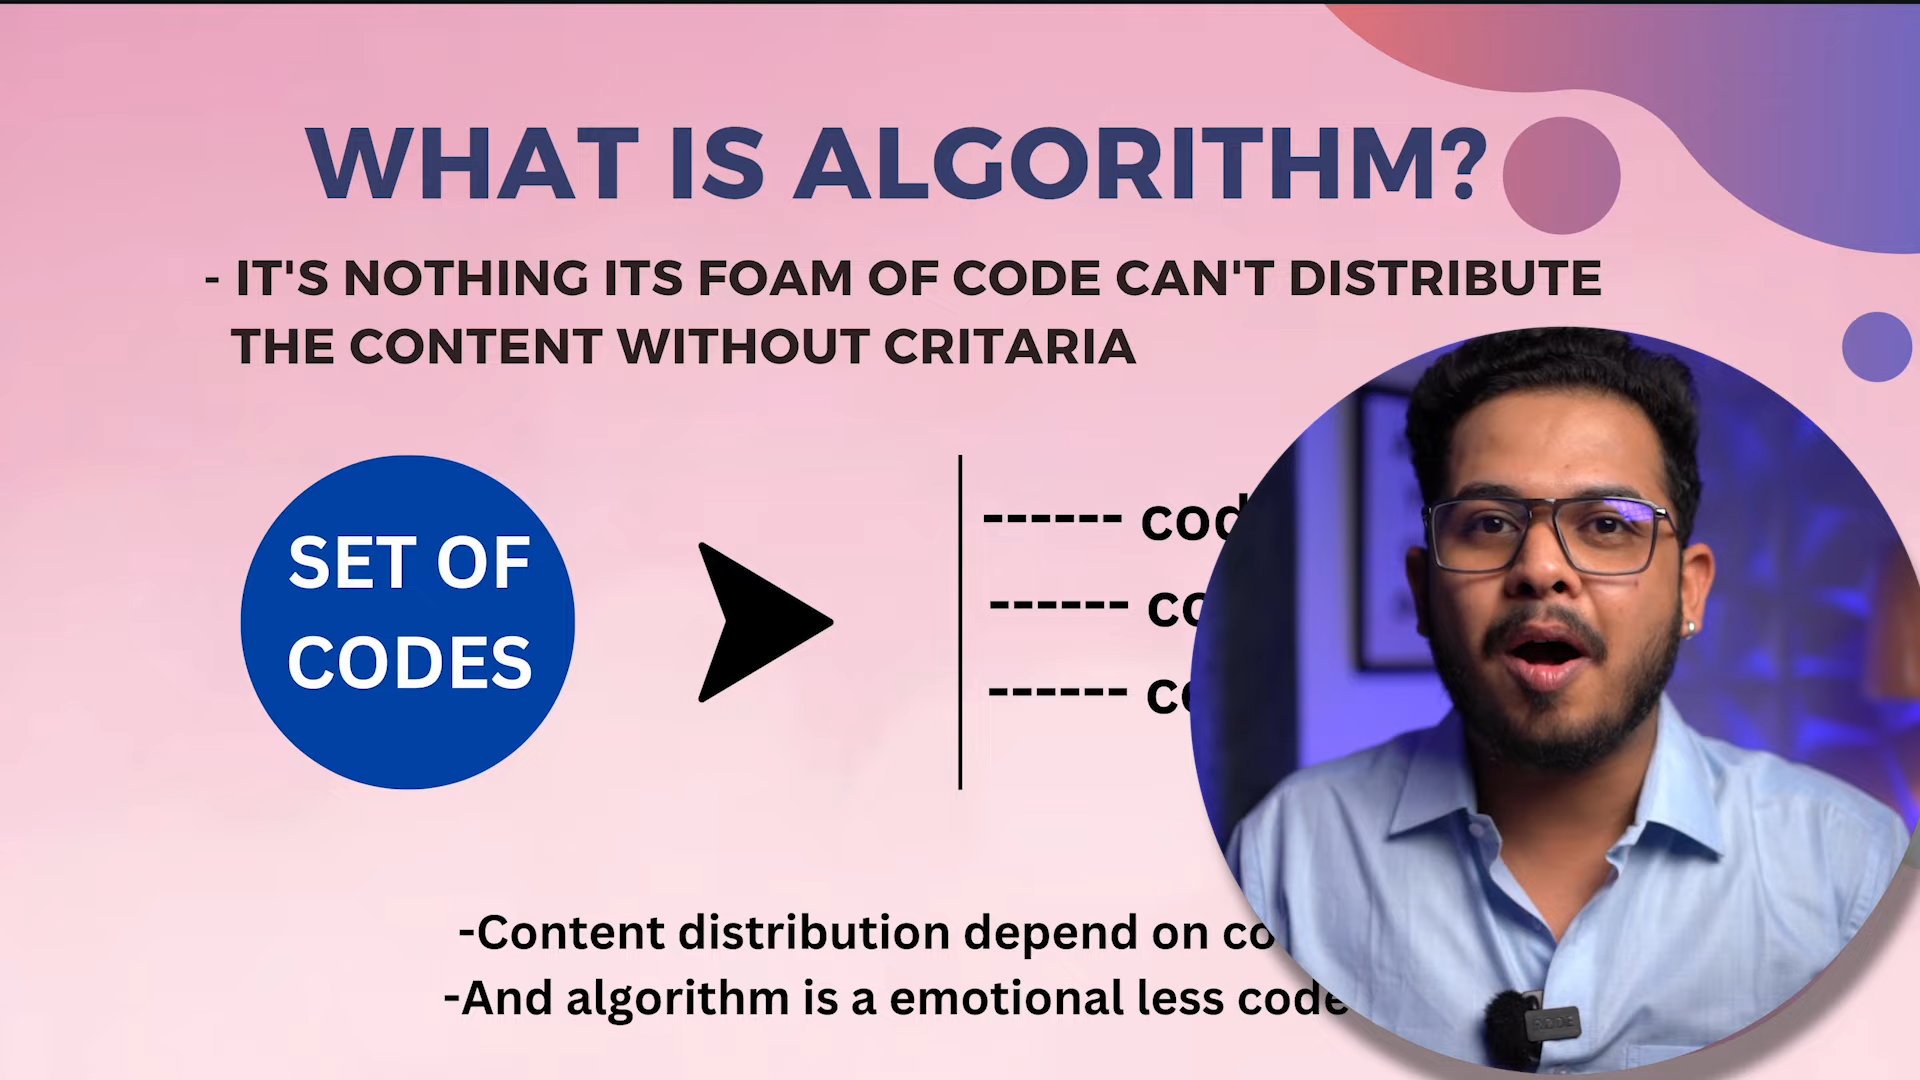 WHAT IS ALGORITHM?
- IT'S NOTHING ITS FOAM OF CODE CAN'T DISTRIBUTE
THE CONTENT WITHOUT CRITARIA
SET OF
CODES
------
------
------
-Content distribution depend on
-And algorithm is a emotional less code